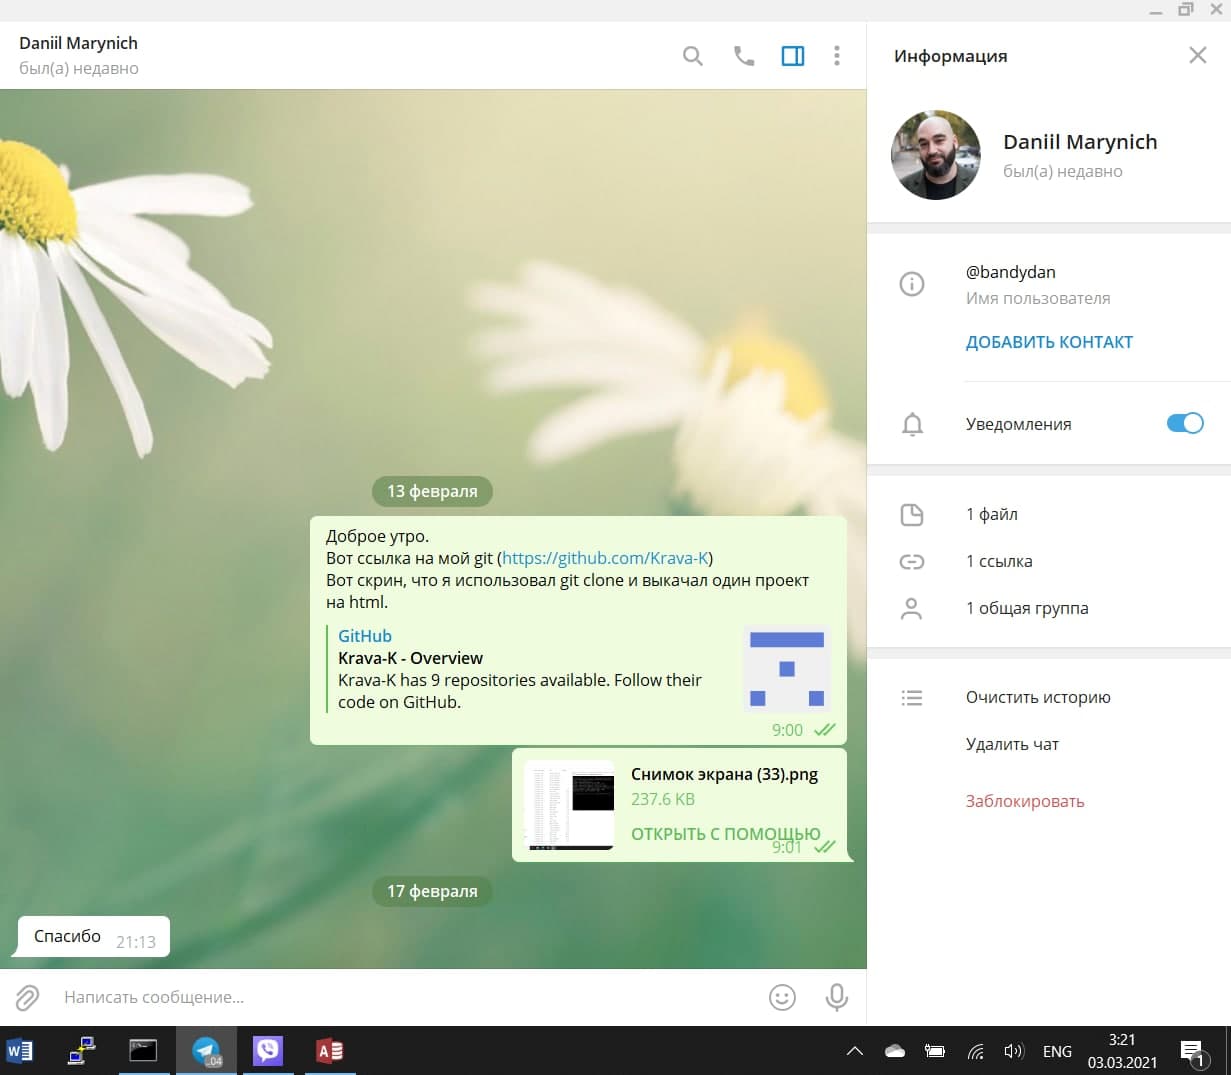 Daniil Marynich
был(а) недавно
Информация
Daniil Marynich
был(а) недавно
@bandydan
Имя пользователя
ДОБАВИТЬ КОНТАКТ
Уведомления
1 файл
1 ссылка
1 общая группа
Очистить историю
Удалить чат
Заблокировать
13 февраля
Доброе утро.
Вот ссылка на мой git (https://github.com/Krava-K)
Вот скрин, что я использовал git clone и выкачал один проект
на html.
GitHub
Krava-K - Overview
Krava-K has 9 repositories available. Follow their
code on GitHub.
9:00
Снимок экрана (33).png
237.6 KB
ОТКРЫТЬ С ПОМОЩЬЮ
9:01
17 февраля
Спасибо 21:13
Написать сообщение...
ENG
3:21
03.03.2021
1